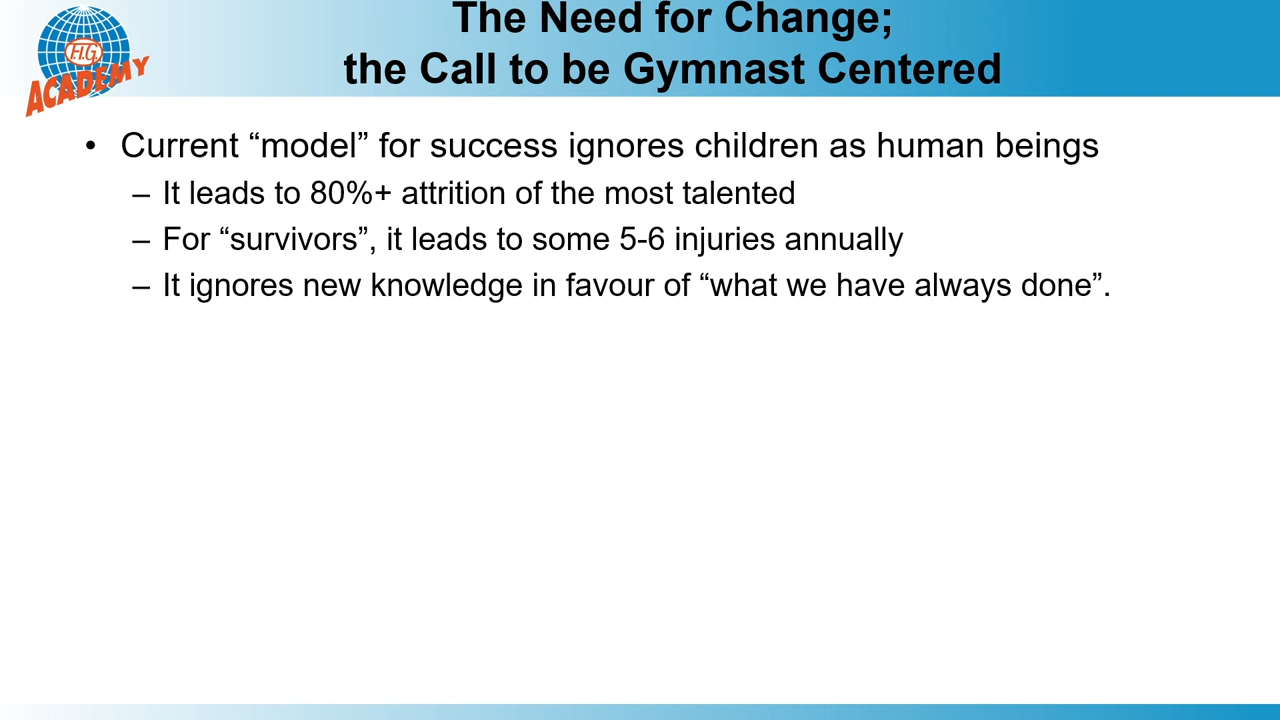 The Need for Change;
the Call to be Gymnast Centered
F.I.G.
ACADEMY
• Current “model” for success ignores children as human beings
– It leads to 80%+ attrition of the most talented
– For “survivors”, it leads to some 5-6 injuries annually
– It ignores new knowledge in favour of “what we have always done”.